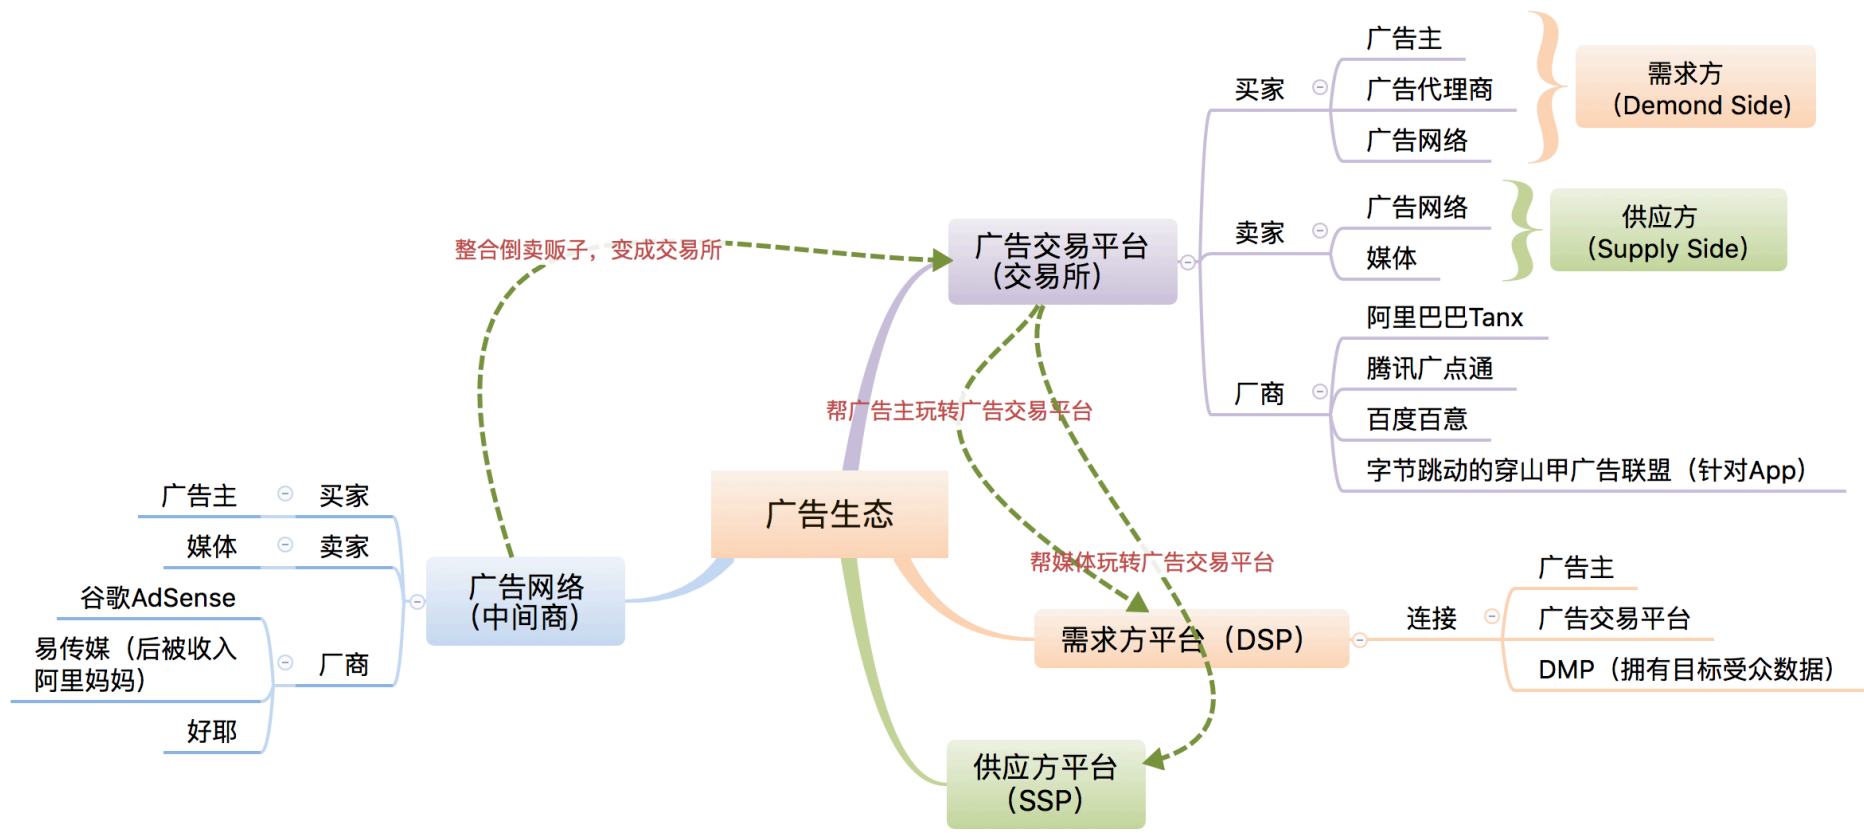 广告生态
广告交易平台
（交易所）
买家
广告主
广告代理商
广告网络
需求方
（Demond Side)
卖家
广告网络
媒体
供应方
（Supply Side）
厂商
阿里巴巴Tanx
腾讯广点通
百度百意
字节跳动的穿山甲广告联盟（针对App）
整合倒卖贩子，变成交易所
帮广告主玩转广告交易平台
帮媒体玩转广告交易平台
广告网络
（中间商）
买家
广告主
卖家
媒体
厂商
谷歌AdSense
易传媒（后被收入
阿里妈妈）
好耶
需求方平台（DSP）
连接
广告主
广告交易平台
DMP（拥有目标受众数据）
供应方平台
（SSP）